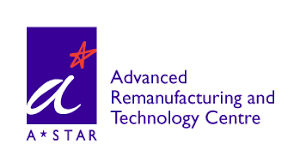 a
A★STAR
Advanced
Remanufacturing and
Technology Centre